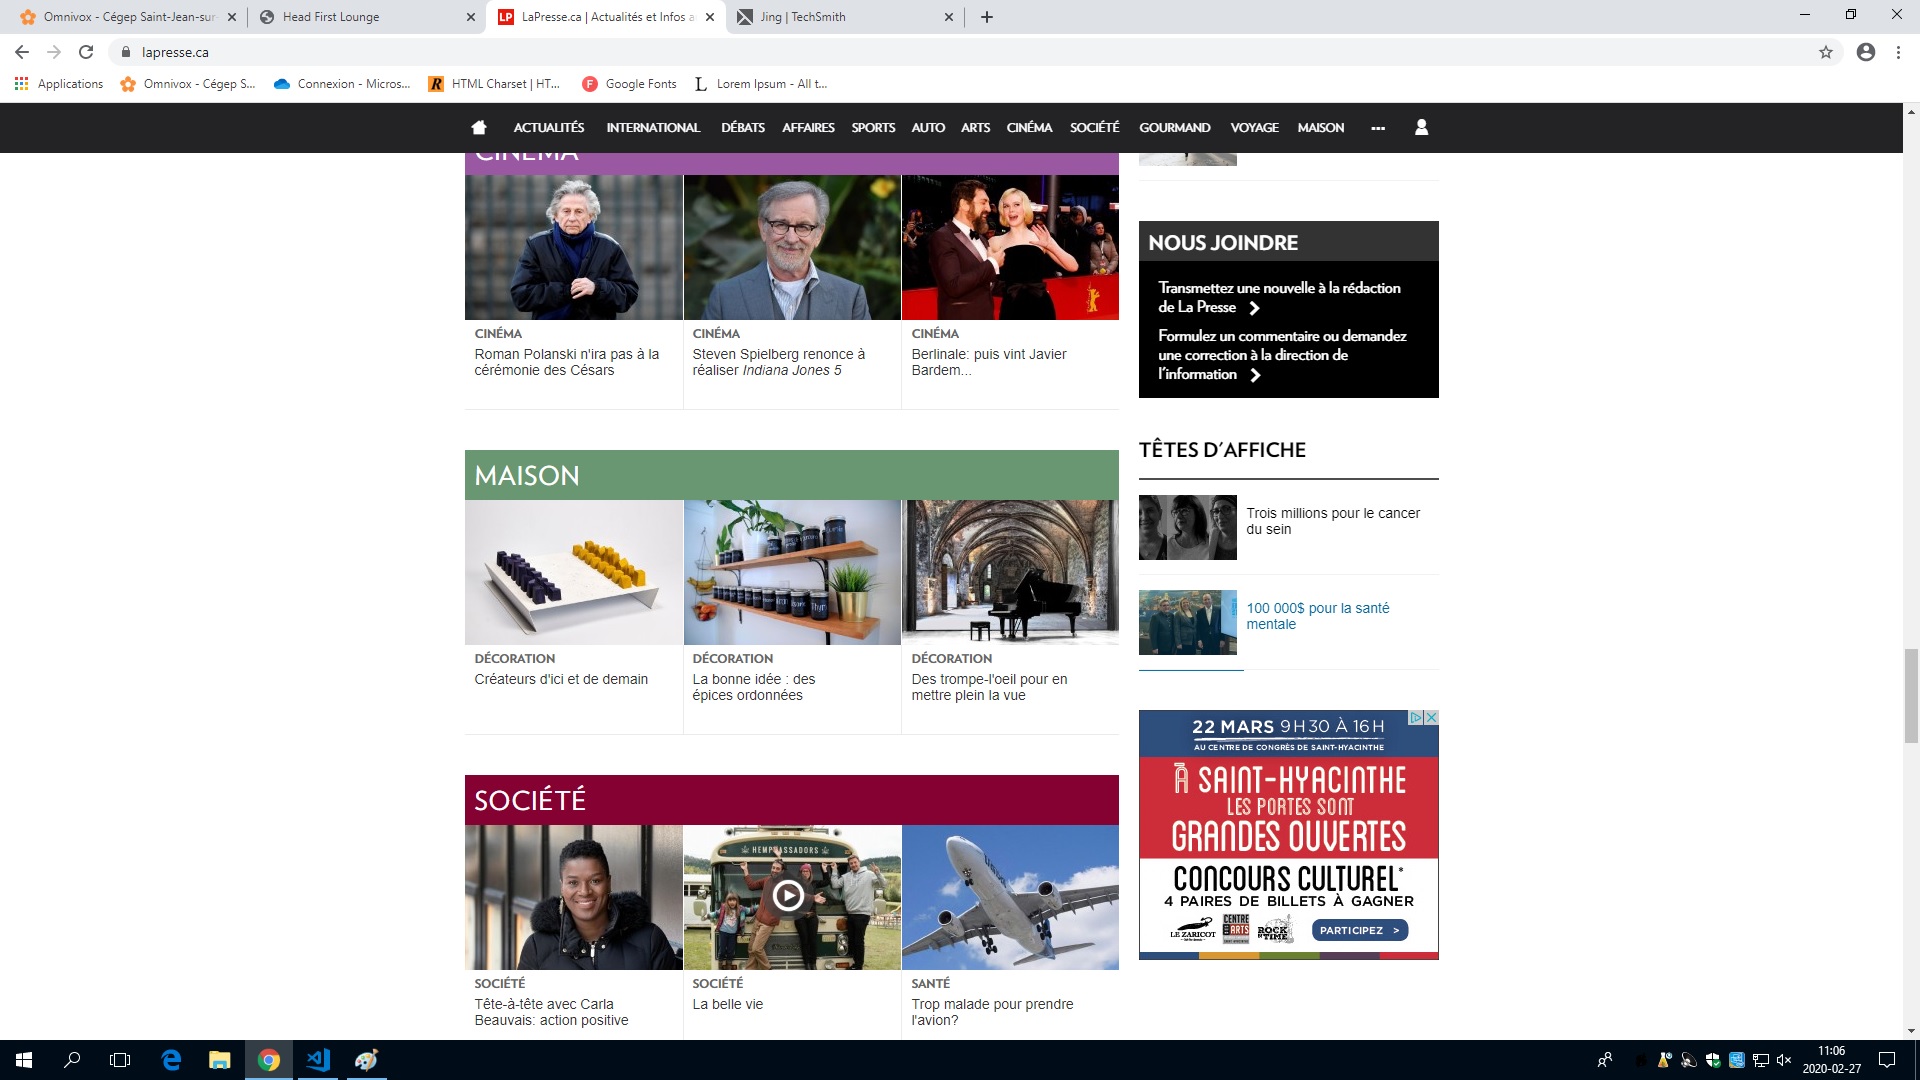 Omnivox - Cégep Saint-Jean-sur-
Head First Lounge
LaPresse.ca | Actualités et Infos a
Jing | TechSmith
lapresse.ca
Applications
Omnivox - Cégep S...
Connexion - Micros...
HTML Charset | HT...
Google Fonts
Lorem Ipsum - All t...
ACTUALITÉS INTERNATIONAL DÉBATS AFFAIRES SPORTS AUTO ARTS CINÉMA SOCIÉTÉ GOURMAND VOYAGE MAISON ...
CINÉMA
CINÉMA
Roman Polanski n'ira pas à la
cérémonie des Césars
CINÉMA
Steven Spielberg renonce à
réaliser Indiana Jones 5
CINÉMA
Berlinale: puis vint Javier
Bardem...
MAISON
DÉCORATION
Créateurs d'ici et de demain
DÉCORATION
La bonne idée : des
épices ordonnées
DÉCORATION
Des trompe-l'oeil pour en
mettre plein la vue
SOCIÉTÉ
HEMPASSADORS
SOCIÉTÉ
Tête-à-tête avec Carla
Beauvais: action positive
SOCIÉTÉ
La belle vie
SANTÉ
Trop malade pour prendre
l'avion?
NOUS JOINDRE
Transmettez une nouvelle à la rédaction
de La Presse
Formulez un commentaire ou demandez
une correction à la direction de
l'information
TÊTES D'AFFICHE
Trois millions pour le cancer
du sein
100 000$ pour la santé
mentale
22 MARS 9H30 À 16H
AU CENTRE DE CONGRÈS DE SAINT-HYACINTHE
À SAINT-HYACINTHE
LES PORTES SONT
GRANDES OUVERTES
CONCOURS CULTUREL*
4 PAIRES DE BILLETS À GAGNER
LE ZARICOT
CENTRE
ARTS
ROCK
TIME
PARTICIPEZ >
11:06
2020-02-27